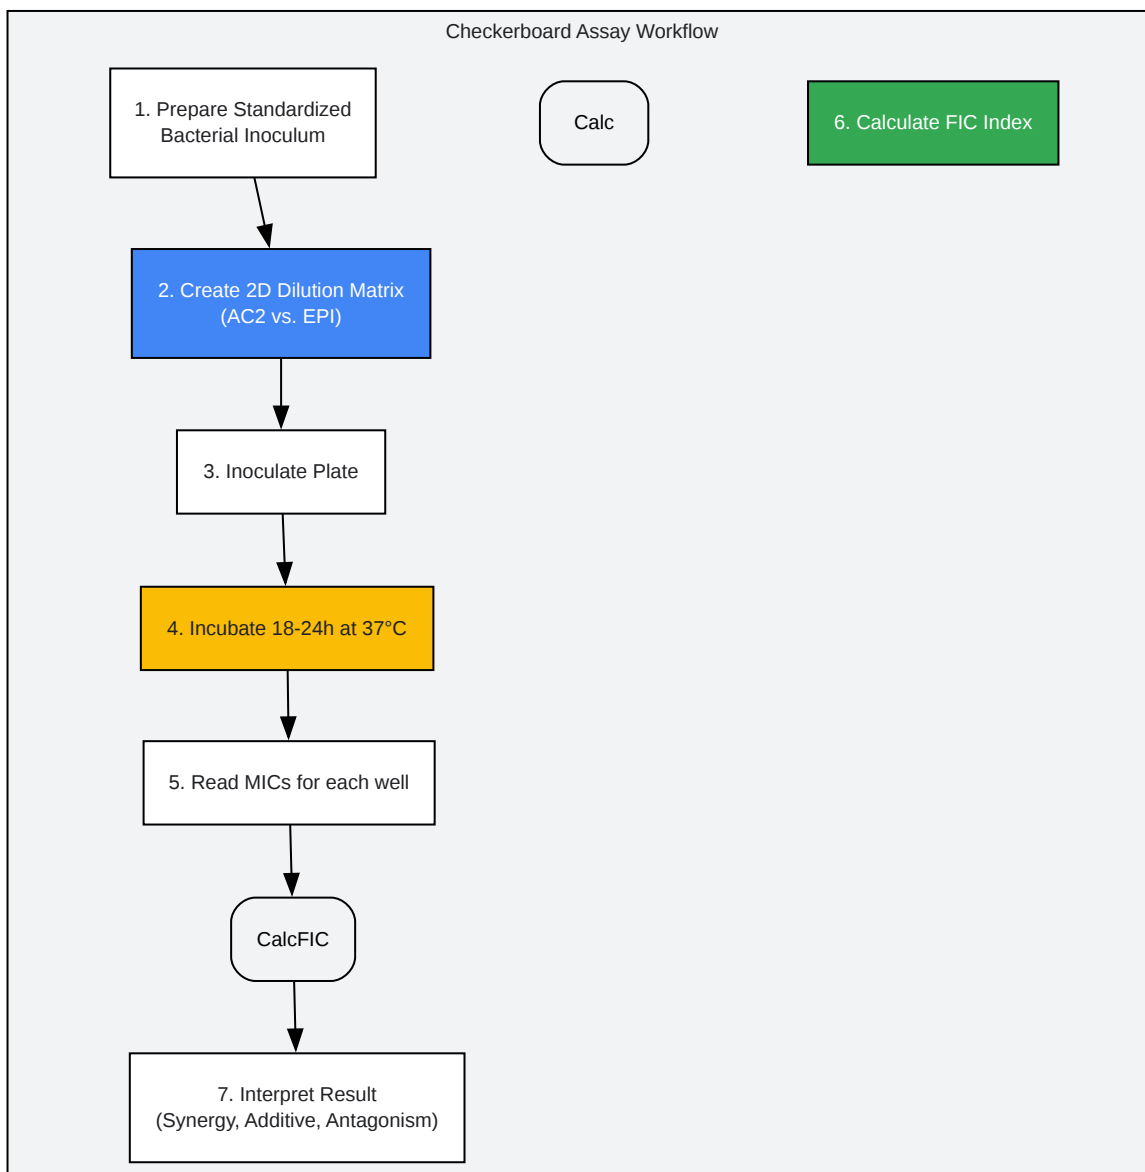 Checkerboard Assay Workflow
1. Prepare Standardized
Bacterial Inoculum
Calc
6. Calculate FIC Index
2. Create 2D Dilution Matrix
(AC2 vs. EPI)
3. Inoculate Plate
4. Incubate 18-24h at 37°C
5. Read MICs for each well
CalcFIC
7. Interpret Result
(Synergy, Additive, Antagonism)